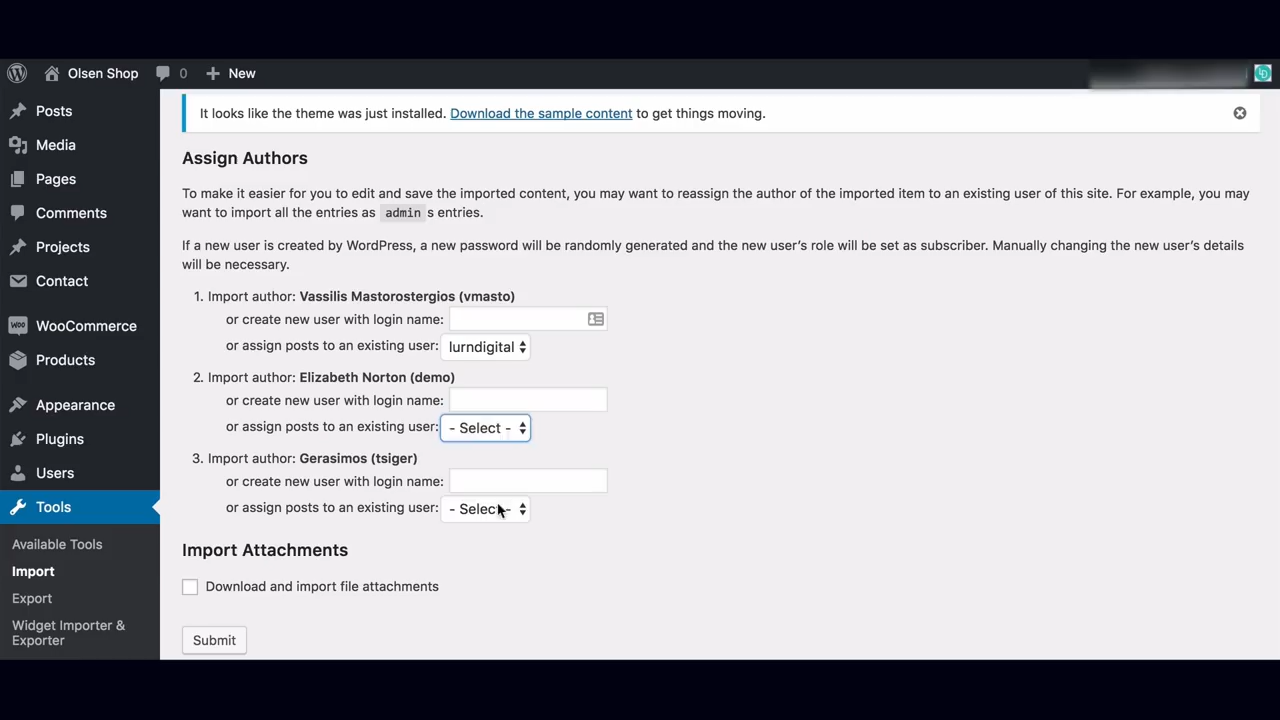 Olsen Shop 0 New
Posts
Media
Pages
Comments
Projects
Contact
WooCommerce
Products
Appearance
Plugins
Users
Tools
Available Tools
Import
Export
Widget Importer &
Exporter
It looks like the theme was just installed. Download the sample content to get things moving.
Assign Authors
To make it easier for you to edit and save the imported content, you may want to reassign the author of the imported item to an existing user of this site. For example, you may
want to import all the entries as admin s entries.
If a new user is created by WordPress, a new password will be randomly generated and the new user's role will be set as subscriber. Manually changing the new user's details
will be necessary.
1. Import author: Vassilis Mastorostergios (vmasto)
or create new user with login name:
or assign posts to an existing user: lurndigital
2. Import author: Elizabeth Norton (demo)
or create new user with login name:
or assign posts to an existing user: - Select -
3. Import author: Gerasimos (tsiger)
or create new user with login name:
or assign posts to an existing user: - Select -
Import Attachments
Download and import file attachments
Submit